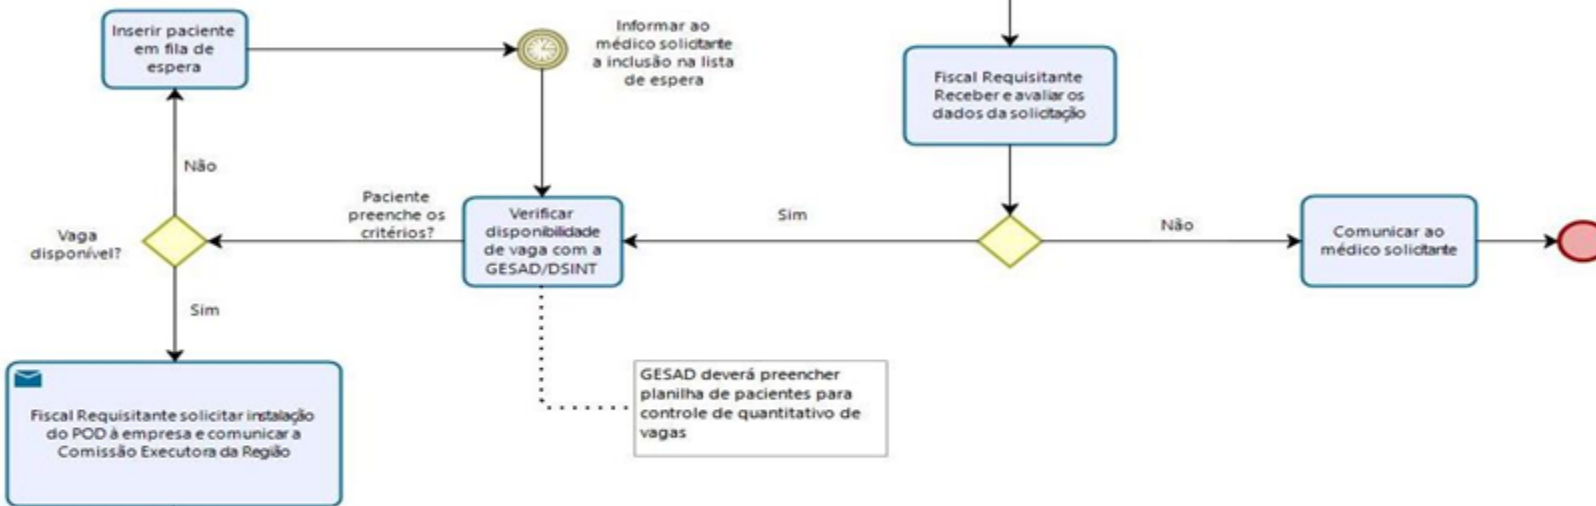 Inserir paciente
em fila de
espera
Informar ao
médico solicitante
a inclusão na lista
de espera
Fiscal Requisitante
Receber e avaliar os
dados da solicitação
Não
Paciente
preenche os
critérios?
Verificar
disponibilidade
de vaga com a
GESAD/DSINT
Sim
Não
Comunicar ao
médico solicitante
Vaga
disponível?
Sim
GESAD deverá preencher
planilha de pacientes para
controle de quantitativo de
vagas
Fiscal Requisitante solicitar instalação
do POD à empresa e comunicar a
Comissão Executora da Região